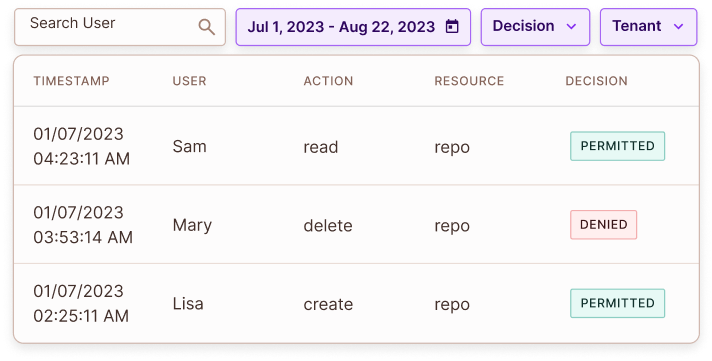 Search User
Jul 1, 2023 - Aug 22, 2023
Decision
Tenant
TIMESTAMP USER ACTION RESOURCE DECISION
01/07/2023
04:23:11 AM Sam read repo PERMITTED
01/07/2023
03:53:14 AM Mary delete repo DENIED
01/07/2023
02:25:11 AM Lisa create repo PERMITTED